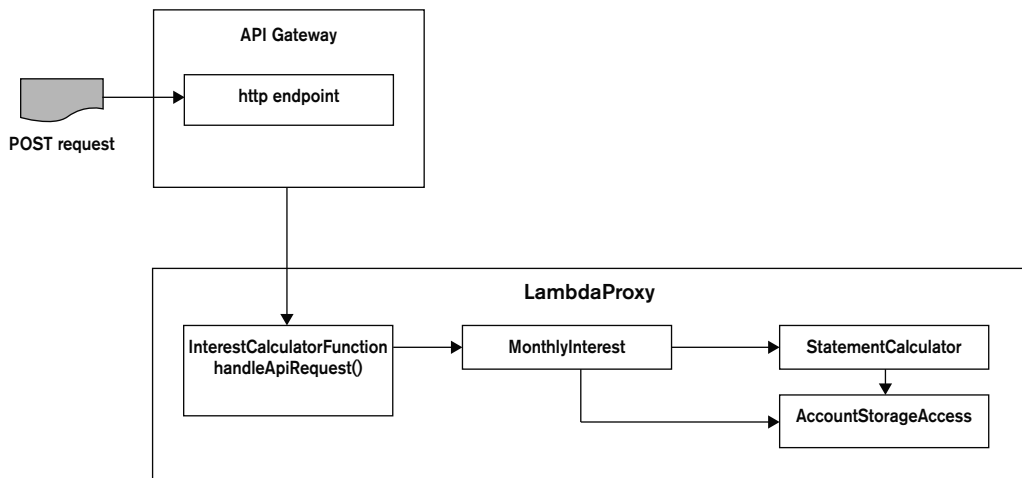 API Gateway
http endpoint
POST request
LambdaProxy
InterestCalculatorFunction
handleApiRequest()
MonthlyInterest
StatementCalculator
AccountStorageAccess